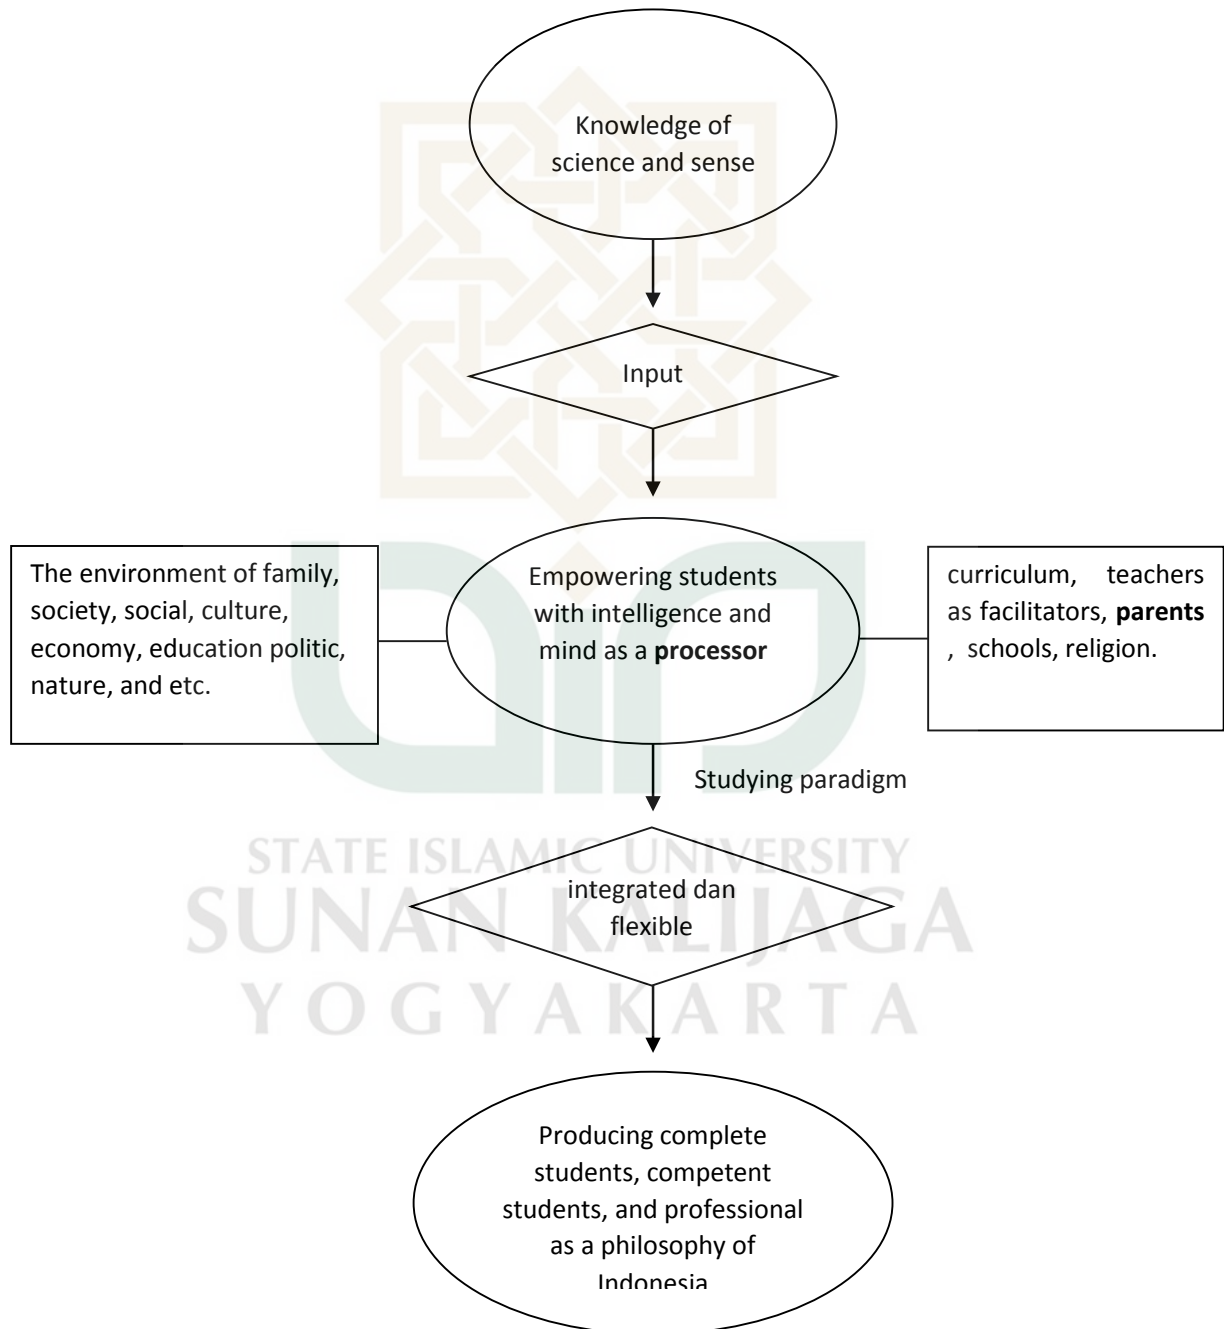 Knowledge of
science and sense
Input
The environment of family,
society, social, culture,
economy, education politic,
nature, and etc.
Empowering students
with intelligence and
mind as a processor
curriculum, teachers
as facilitators, parents
, schools, religion.
Studying paradigm
integrated dan
flexible
STATE ISLAMIC UNIVERSITY
SUNAN KALIJAGA
YOGYAKARTA
Producing complete
students, competent
students, and professional
as a philosophy of
Indonesia